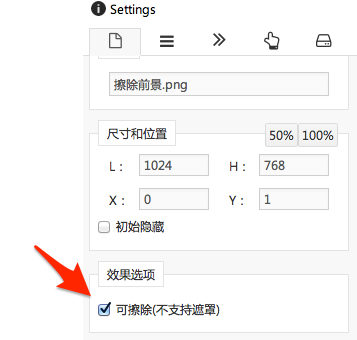 Settings
擦除前景.png
尺寸和位置
50% 100%
L： 1024 H： 768
X： 0 Y： 1
初始隐藏
效果选项
可擦除(不支持遮罩)